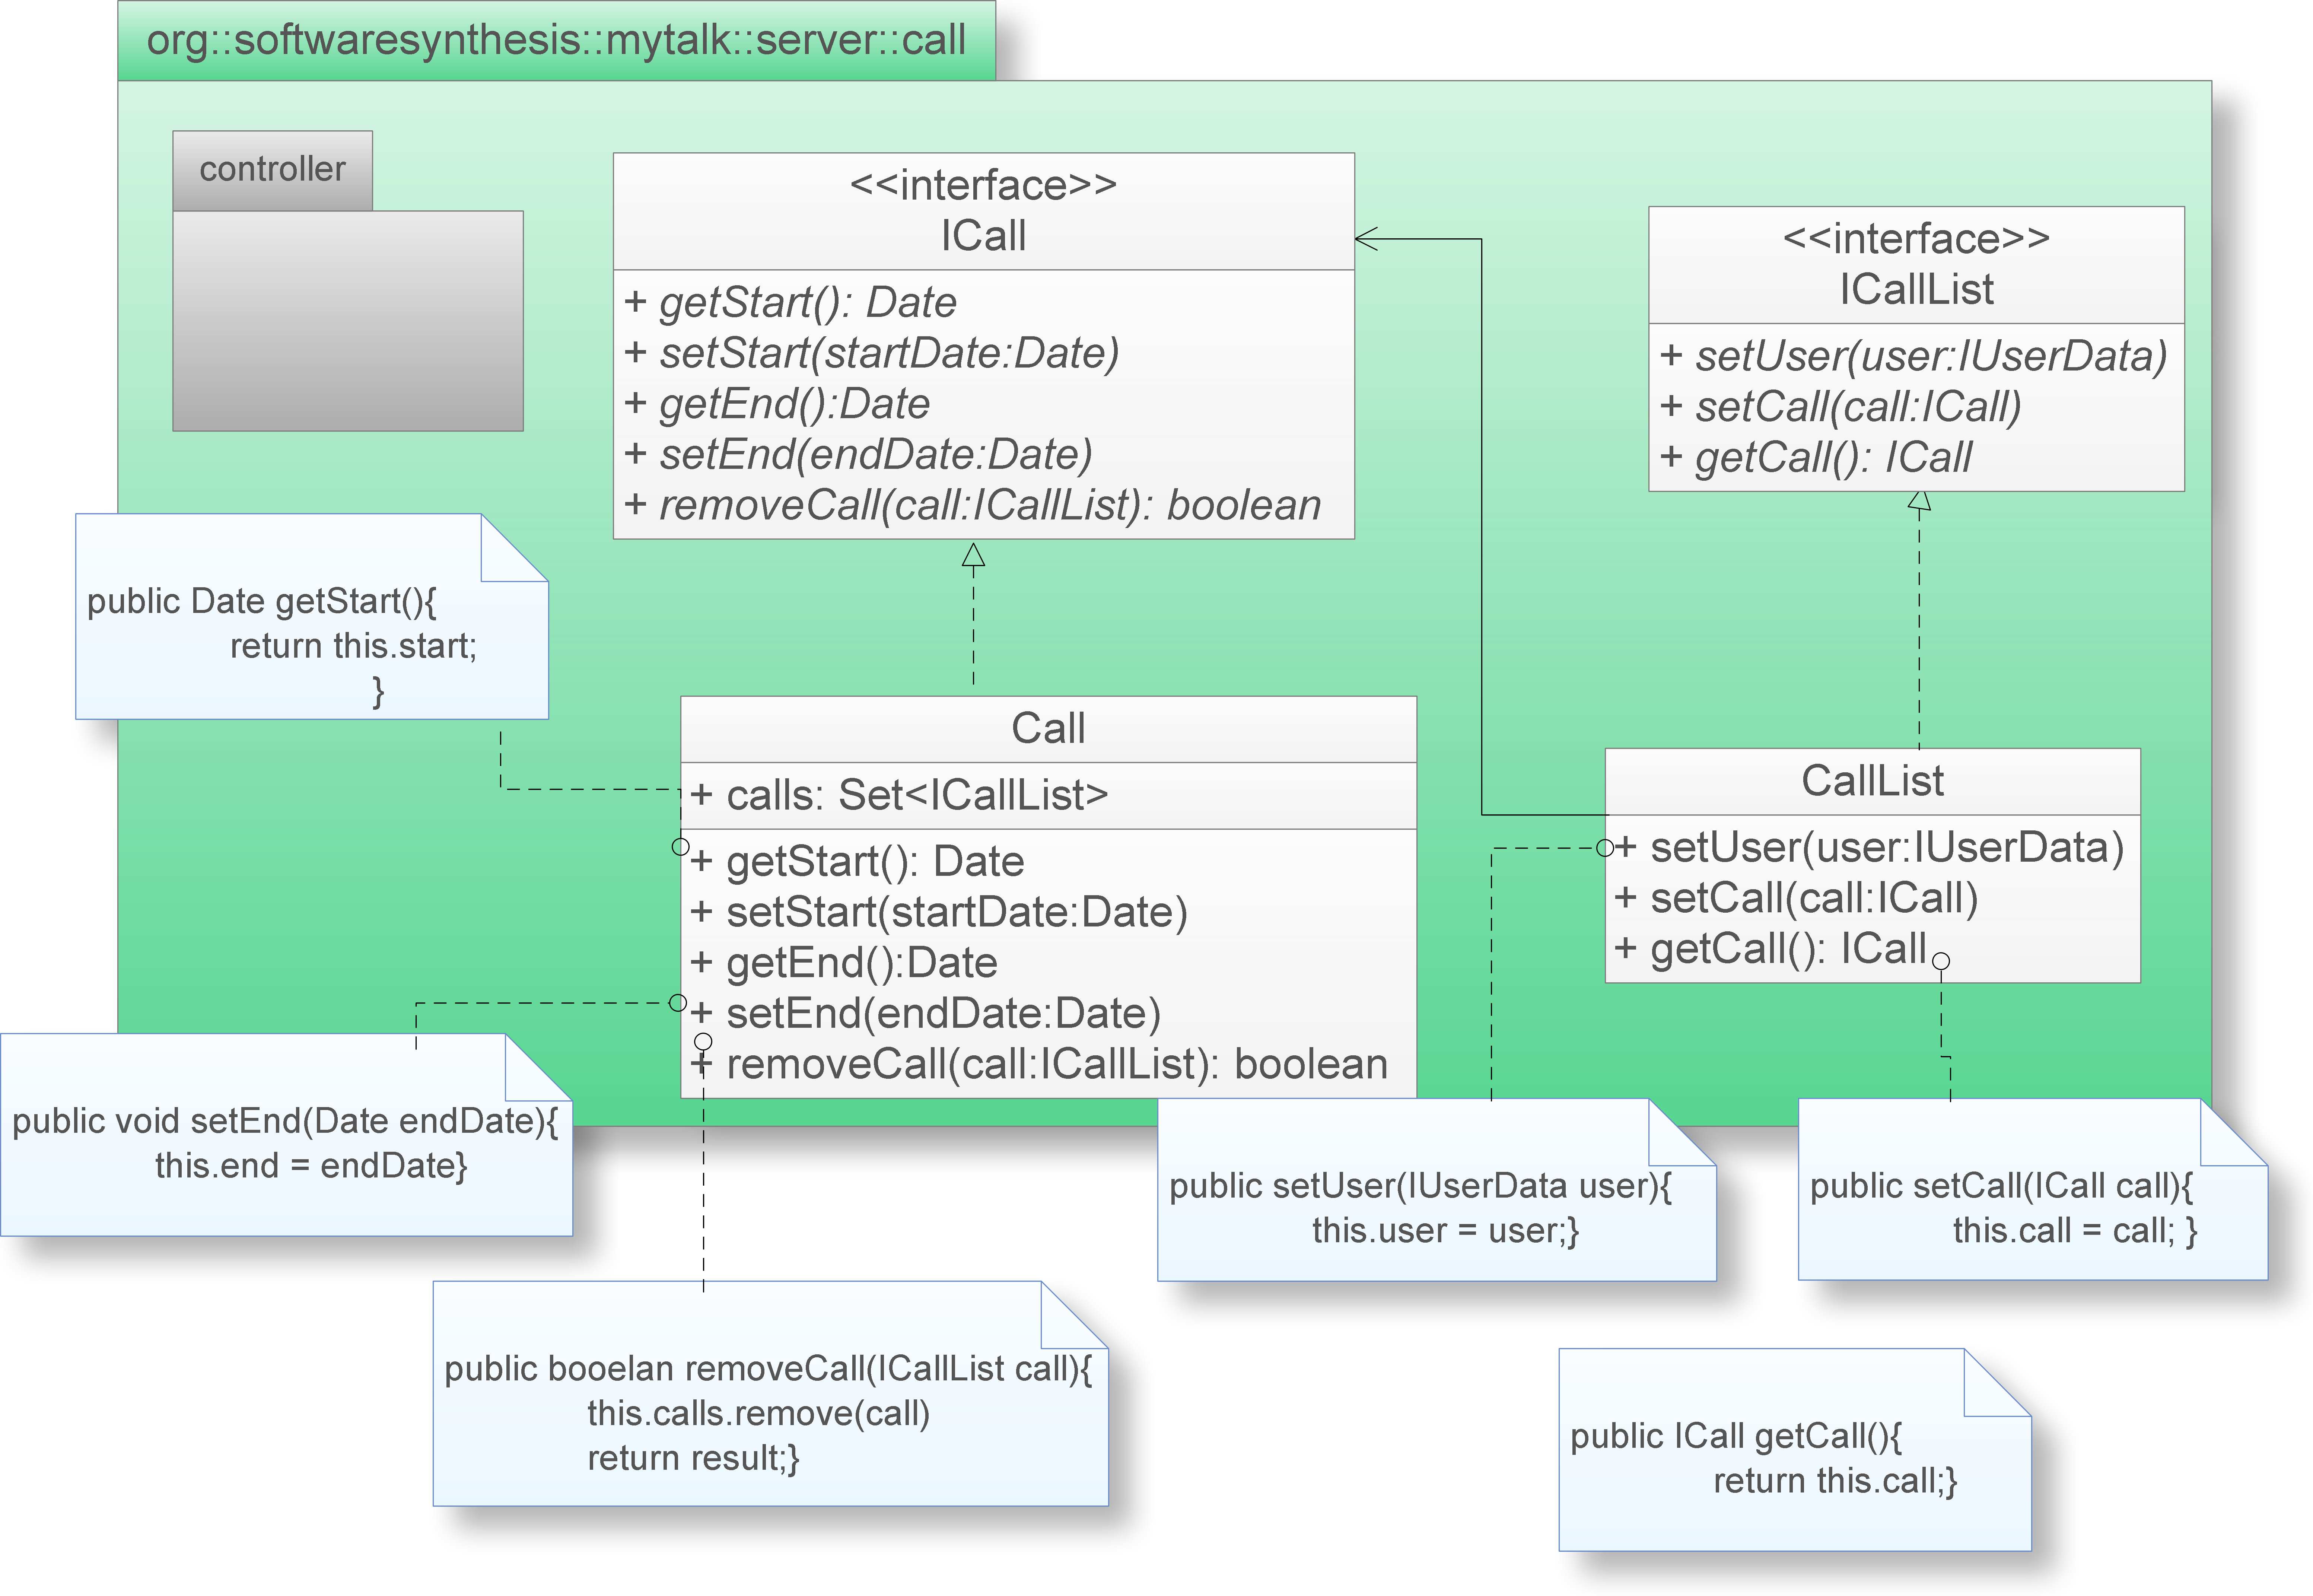 org::softwaresynthesis::mytalk::server::call
controller
<<interface>>
ICall
+ getStart(): Date
+ setStart(startDate:Date)
+ getEnd():Date
+ setEnd(endDate:Date)
+ removeCall(call:ICallList): boolean
<<interface>>
ICallList
+ setUser(user:IUserData)
+ setCall(call:ICall)
+ getCall(): ICall
public Date getStart(){
return this.start;
}
Call
+ calls: Set<ICallList>
+ getStart(): Date
+ setStart(startDate:Date)
+ getEnd():Date
+ setEnd(endDate:Date)
+ removeCall(call:ICallList): boolean
CallList
+ setUser(user:IUserData)
+ setCall(call:ICall)
+ getCall(): ICall
public void setEnd(Date endDate){
this.end = endDate}
public setUser(IUserData user){
this.user = user;}
public setCall(ICall call){
this.call = call; }
public booelan removeCall(ICallList call){
this.calls.remove(call)
return result;}
public ICall getCall(){
return this.call;}